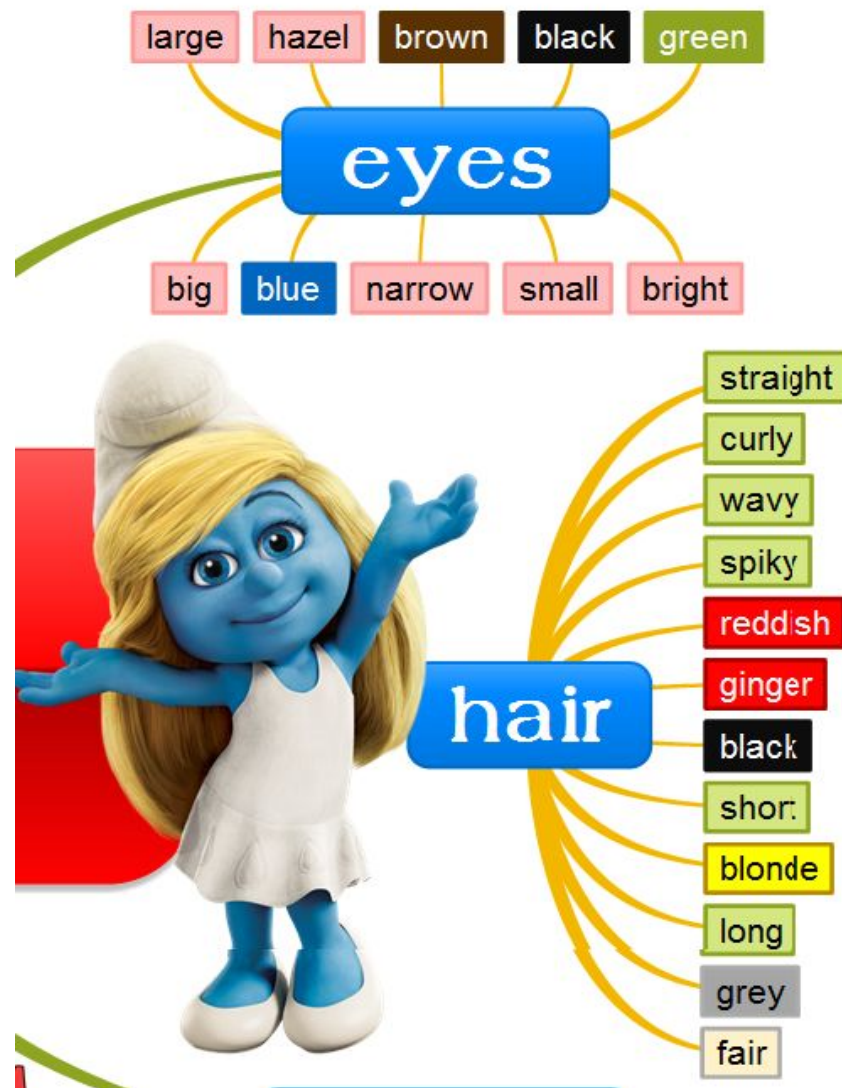 large hazel brown black green
eyes
big blue narrow small bright
straight
curly
wavy
spiky
reddish
ginger
hair
black
short
blonde
long
grey
fair